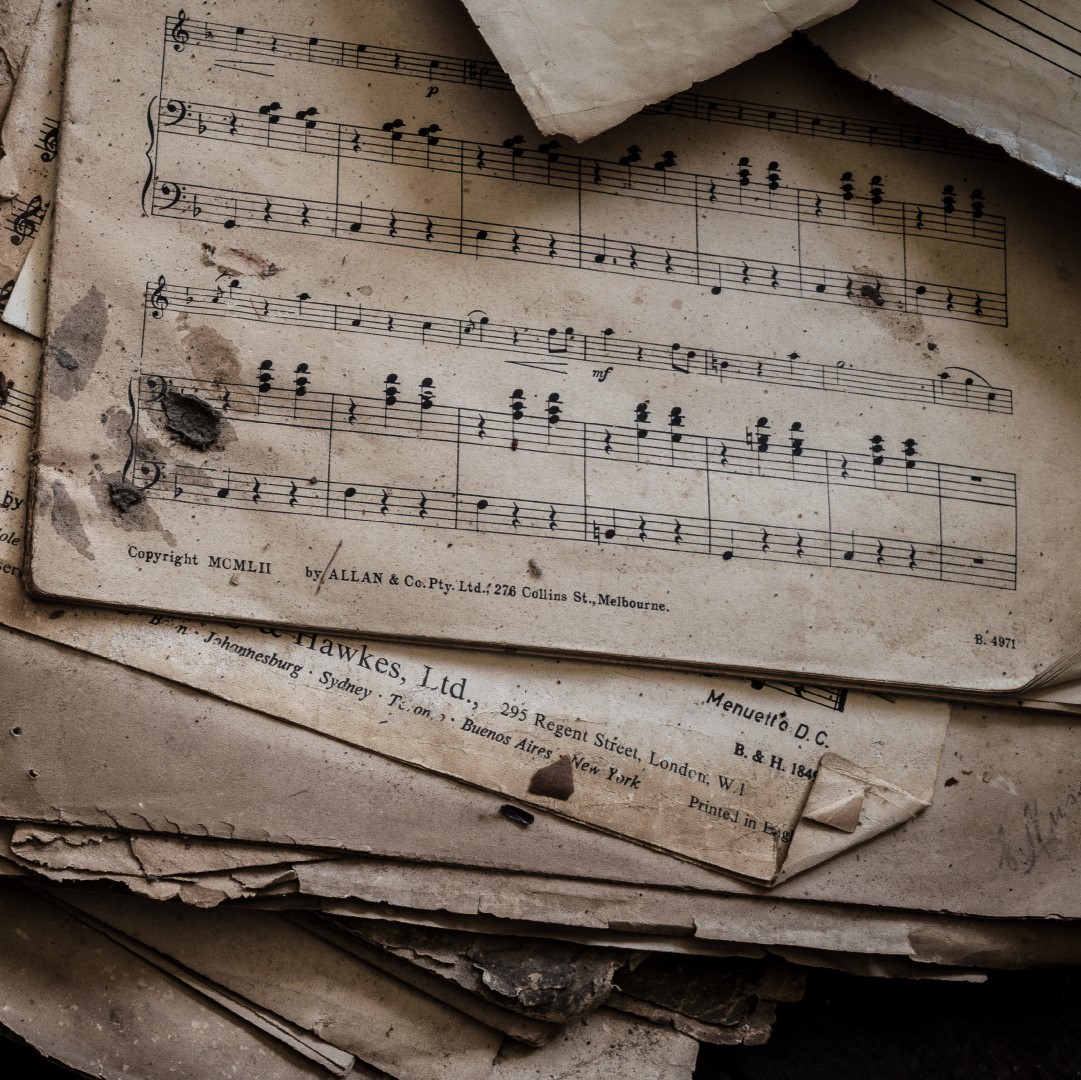 p
mf
Copyright MCMLII by ALLAN & Co. Pty. Ltd., 276 Collins St., Melbourne.
B. 4971
by
& Hawkes, Ltd., 295 Regent Street, London, W.1
Johannesburg · Sydney · Buenos Aires · New York
Printed in
Menuetto D.C.
B. & H.